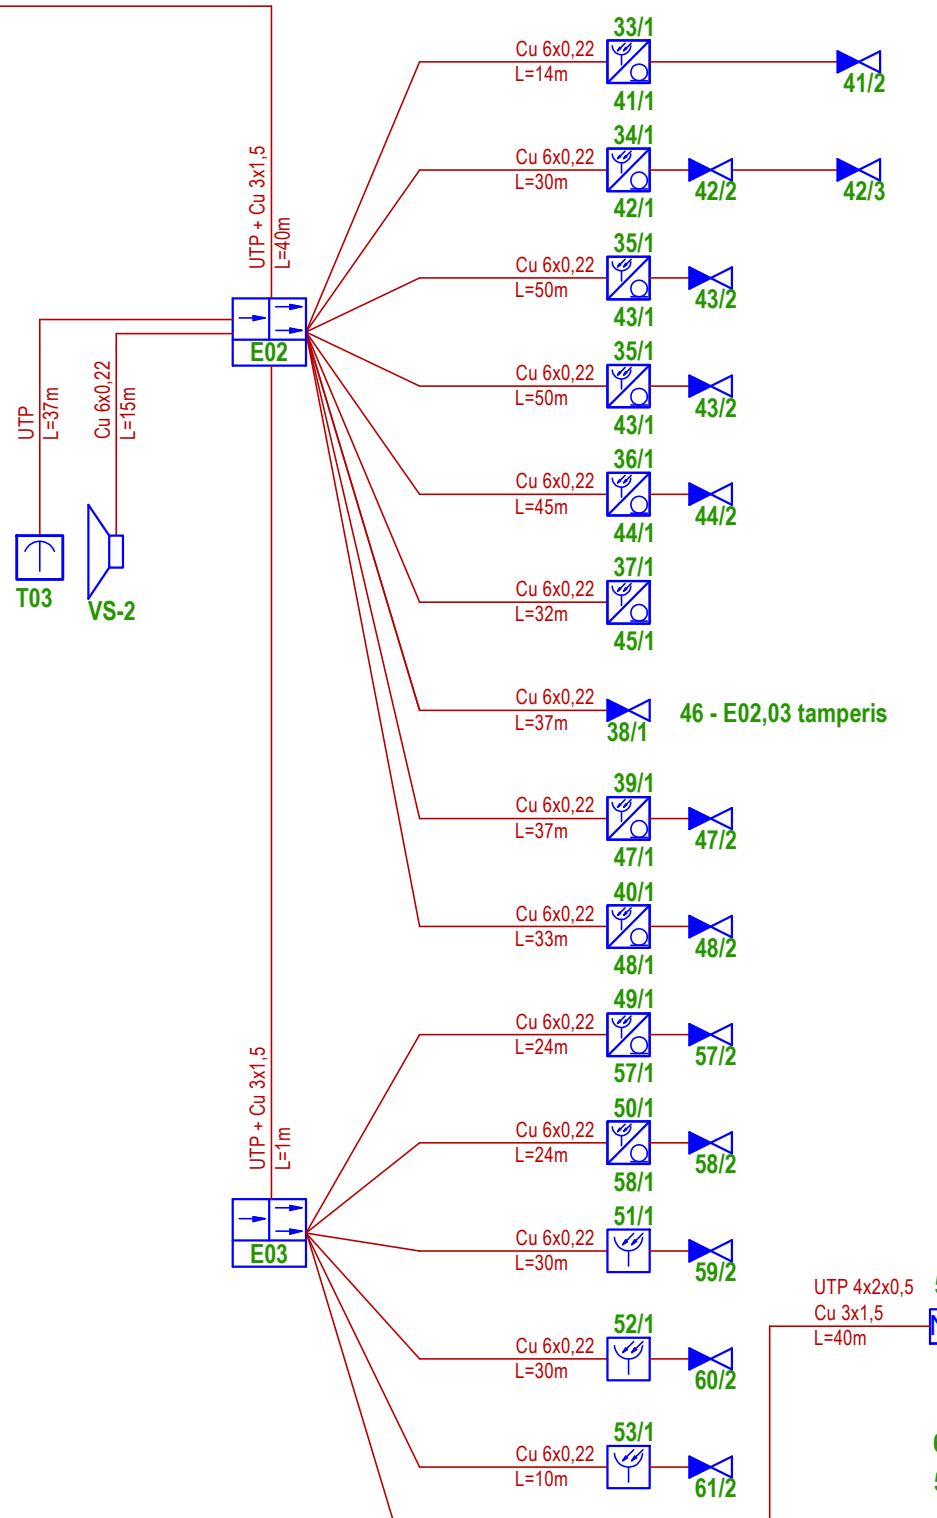 33/1
Cu 6x0,22
L=14m
41/1
41/2
34/1
Cu 6x0,22
L=30m
42/1
42/2
42/3
UTP + Cu 3x1,5
L=40m
35/1
Cu 6x0,22
L=50m
43/1
43/2
E02
35/1
Cu 6x0,22
L=50m
43/1
43/2
UTP
L=37m
Cu 6x0,22
L=15m
36/1
Cu 6x0,22
L=45m
44/1
44/2
T03
VS-2
37/1
Cu 6x0,22
L=32m
45/1
Cu 6x0,22
L=37m
38/1
46 - E02,03 tamperis
39/1
Cu 6x0,22
L=37m
47/1
47/2
40/1
Cu 6x0,22
L=33m
48/1
48/2
UTP + Cu 3x1,5
L=1m
49/1
Cu 6x0,22
L=24m
57/1
57/2
50/1
Cu 6x0,22
L=24m
58/1
58/2
E03
51/1
Cu 6x0,22
L=30m
59/2
UTP 4x2x0,5
Cu 3x1,5
L=40m
52/1
Cu 6x0,22
L=30m
60/2
53/1
Cu 6x0,22
L=10m
61/2